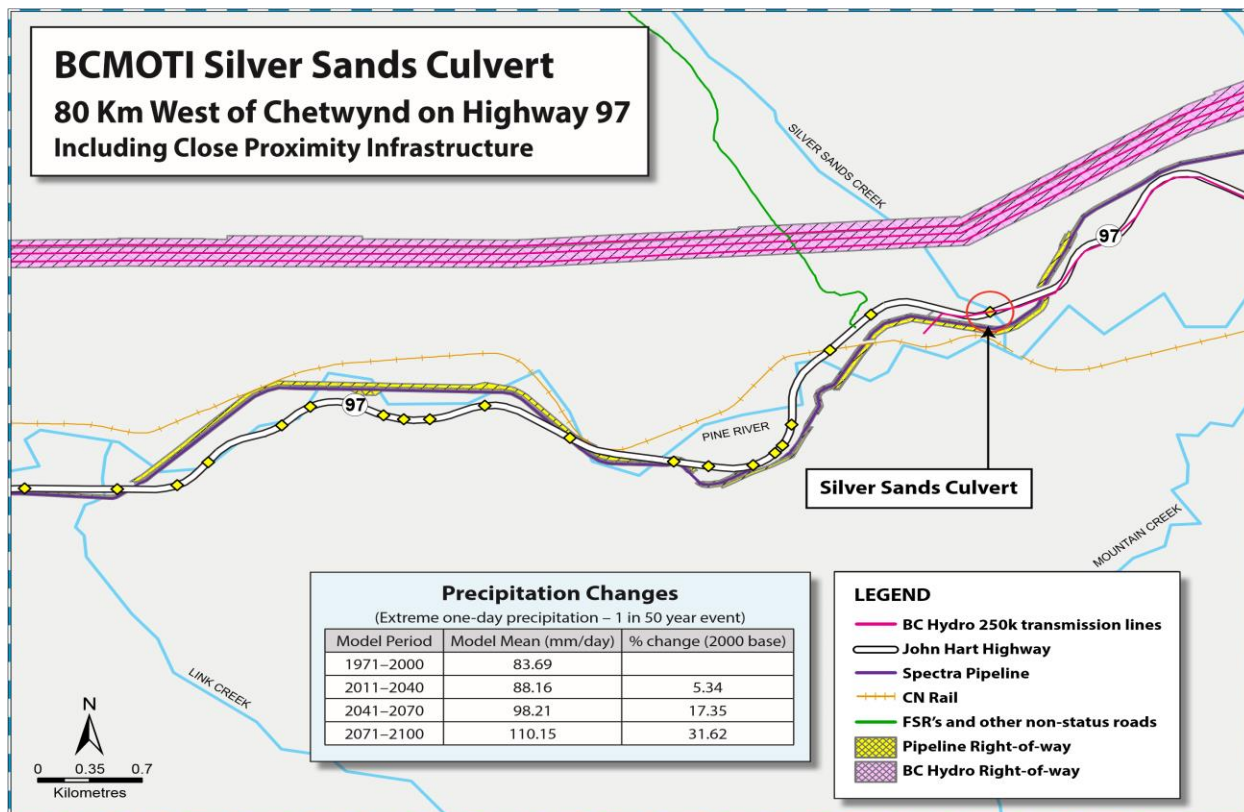 BCMOTI Silver Sands Culvert
80 Km West of Chetwynd on Highway 97
Including Close Proximity Infrastructure
SILVER SANDS CREEK
97
97
PINE RIVER
Silver Sands Culvert
MOUNTAIN CREEK
LINK CREEK
N
0 0.35 0.7
Kilometres
Precipitation Changes
(Extreme one-day precipitation – 1 in 50 year event)
Model Period Model Mean (mm/day) % change (2000 base)
1971–2000 83.69
2011–2040 88.16 5.34
2041–2070 98.21 17.35
2071–2100 110.15 31.62
LEGEND
BC Hydro 250k transmission lines
John Hart Highway
Spectra Pipeline
CN Rail
FSR's and other non-status roads
Pipeline Right-of-way
BC Hydro Right-of-way